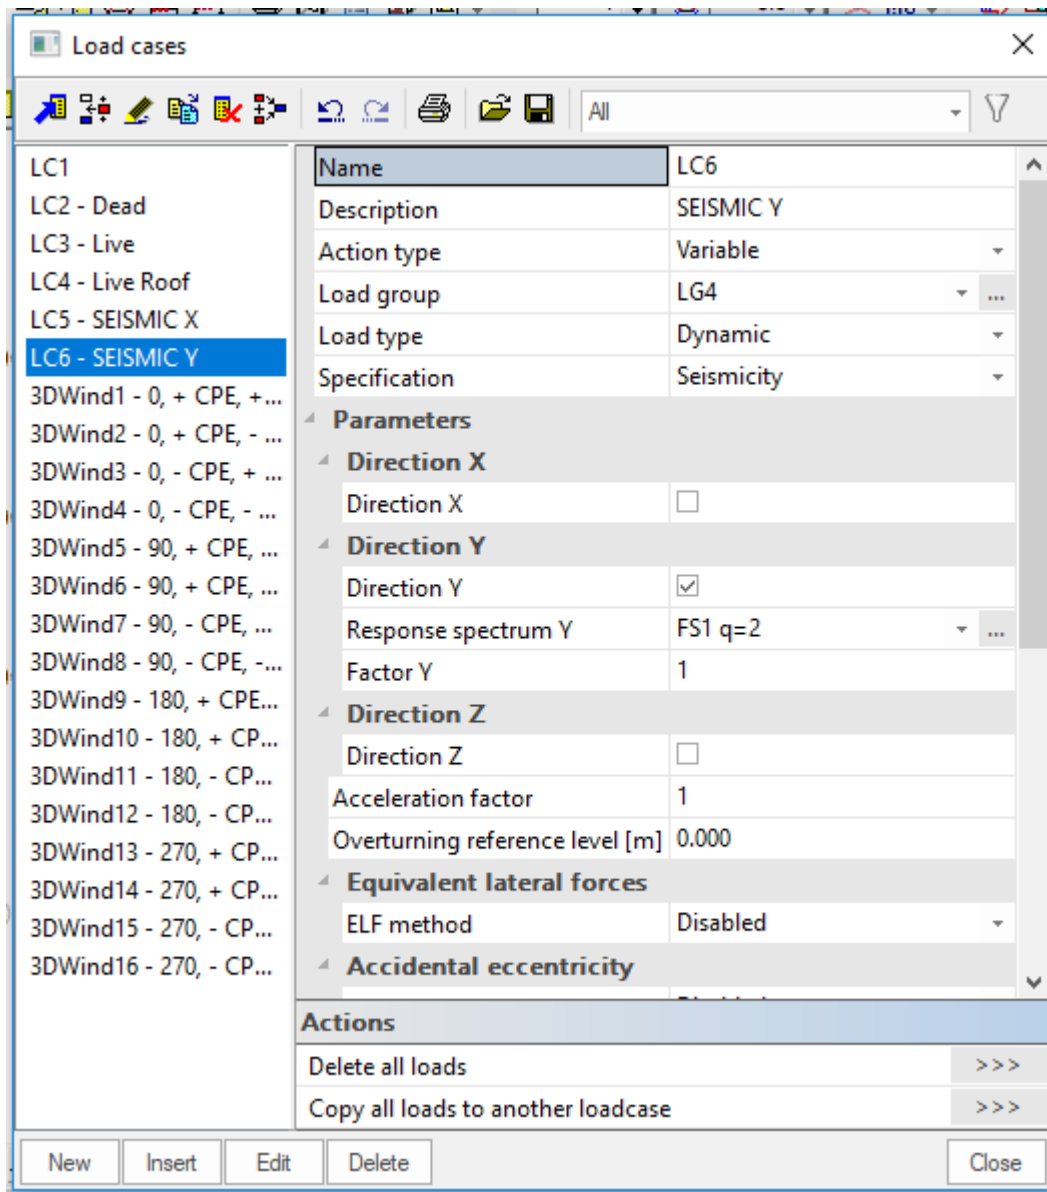 Load cases
All
LC1
LC2 - Dead
LC3 - Live
LC4 - Live Roof
LC5 - SEISMIC X
LC6 - SEISMIC Y
3DWind1 - 0, + CPE, +...
3DWind2 - 0, + CPE, - ...
3DWind3 - 0, - CPE, + ...
3DWind4 - 0, - CPE, - ...
3DWind5 - 90, + CPE, ...
3DWind6 - 90, + CPE, ...
3DWind7 - 90, - CPE, ...
3DWind8 - 90, - CPE, -...
3DWind9 - 180, + CPE...
3DWind10 - 180, + CP...
3DWind11 - 180, - CP...
3DWind12 - 180, - CP...
3DWind13 - 270, + CP...
3DWind14 - 270, + CP...
3DWind15 - 270, - CP...
3DWind16 - 270, - CP...
Name LC6
Description SEISMIC Y
Action type Variable
Load group LG4 ...
Load type Dynamic
Specification Seismicity
Parameters
Direction X
Direction X
Direction Y
Direction Y
Response spectrum Y FS1 q=2 ...
Factor Y 1
Direction Z
Direction Z
Acceleration factor 1
Overturning reference level [m] 0.000
Equivalent lateral forces
ELF method Disabled
Accidental eccentricity
Actions
Delete all loads >>>
Copy all loads to another loadcase >>>
New Insert Edit Delete Close